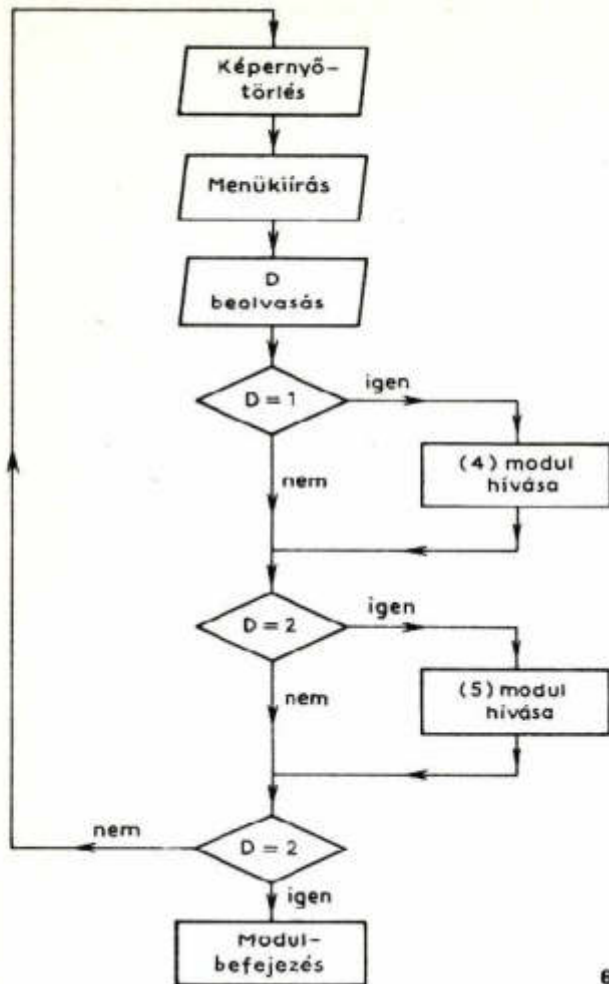 Képernyő-
törlés
Menükiírás
D
beolvasás
D = 1
igen
(4) modul
hívása
nem
D = 2
igen
(5) modul
hívása
nem
D = 2
nem
igen
Modul-
befejezés
6